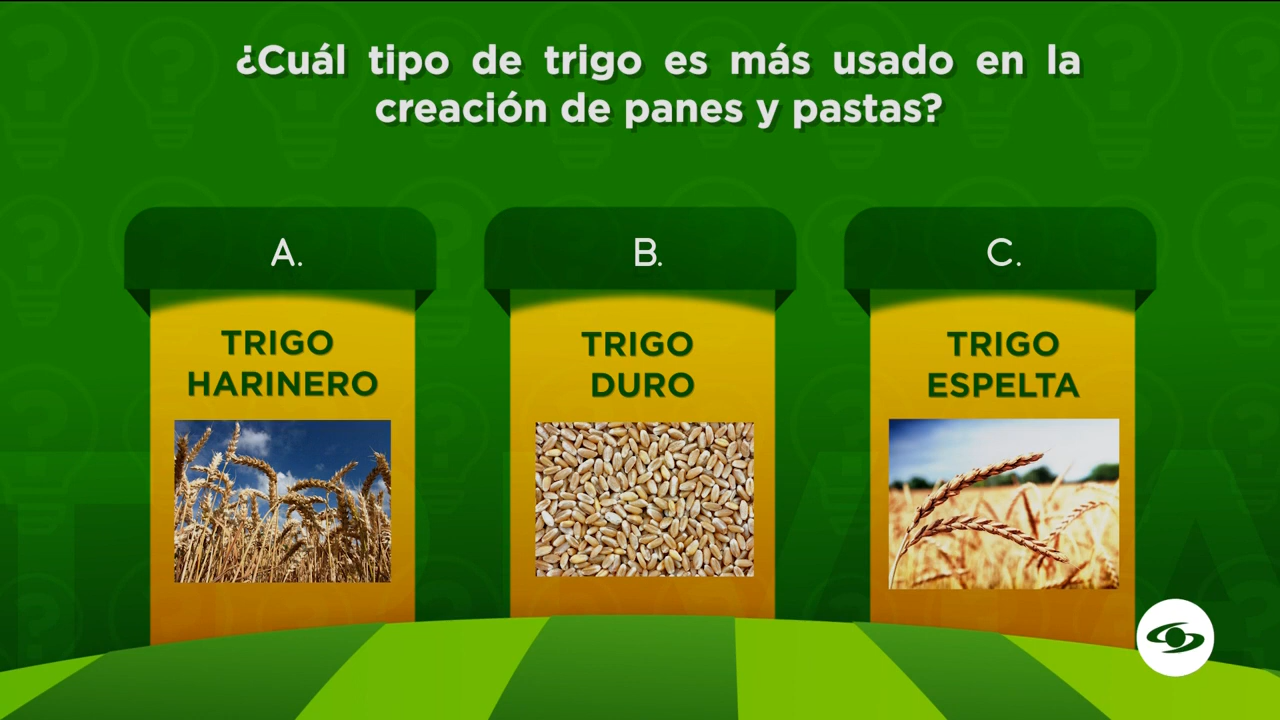 ¿Cuál tipo de trigo es más usado en la
creación de panes y pastas?
A.
TRIGO
HARINERO
B.
TRIGO
DURO
C.
TRIGO
ESPELTA